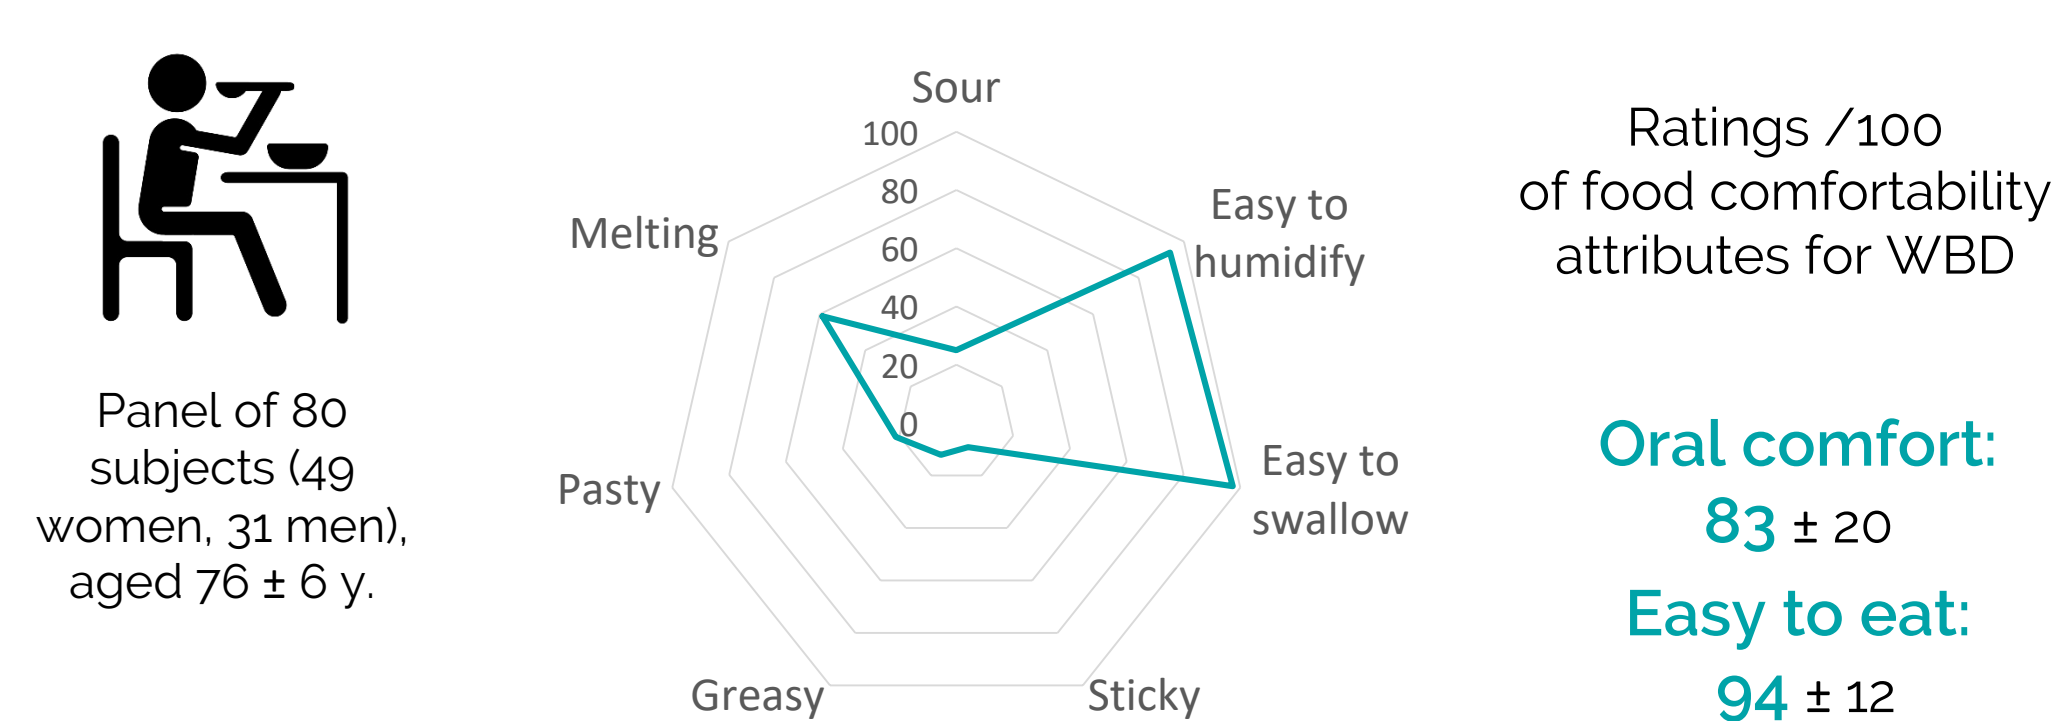 Panel of 80
subjects (49
women, 31 men),
aged 76 ± 6 y.
Sour
100
80
60
40
20
0
Easy to
humidify
Easy to
swallow
Sticky
Greasy
Pasty
Melting
Ratings /100
of food comfortability
attributes for WBD
Oral comfort:
83 ± 20
Easy to eat:
94 ± 12